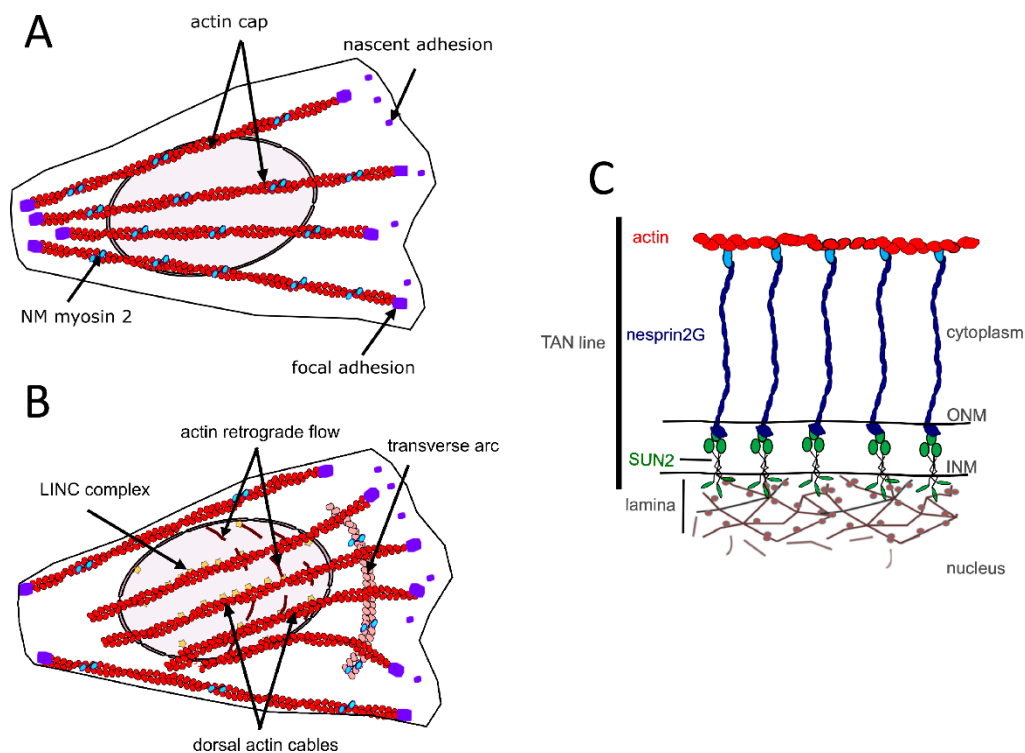 A
actin cap
nascent adhesion
NM myosin 2
focal adhesion
B
actin retrograde flow
transverse arc
LINC complex
dorsal actin cables
C
actin
TAN line
nesprin2G
cytoplasm
ONM
SUN2
INM
lamina
nucleus